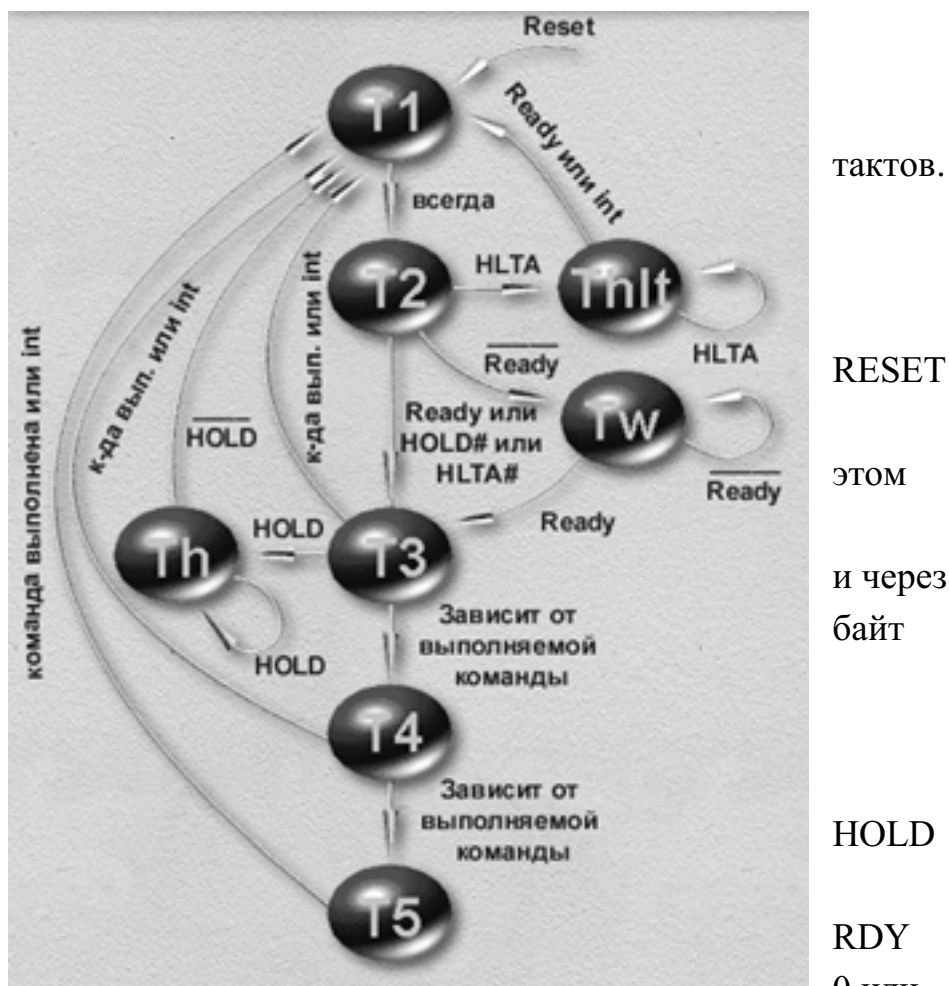 Reset
T1
Ready или int
тактов.
всегда
T2
HLTA
Thlt
HLTA
RESET
Ready
Ready или
HOLD# или
HLTA#
Tw
Ready
Ready
этом
команда выполнена или int
к-да вып. или int
HOLD
к-да вып. или int
Th
HOLD
T3
HOLD
и через
байт
Зависит от
выполняемой
команды
T4
Зависит от
выполняемой
команды
HOLD
T5
RDY
0 или